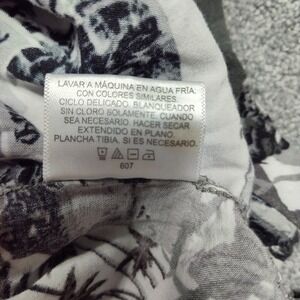 LAVAR A MÁQUINA EN AGUA FRÍA
CON COLORES SIMILARES.
CICLO DELICADO. BLANQUEADOR
SIN CLORO SOLAMENTE, CUANDO
SEA NECESARIO. HACER SECAR
EXTENDIDO EN PLANO.
PLANCHA TIBIA. SI ES NECESARIO.
607